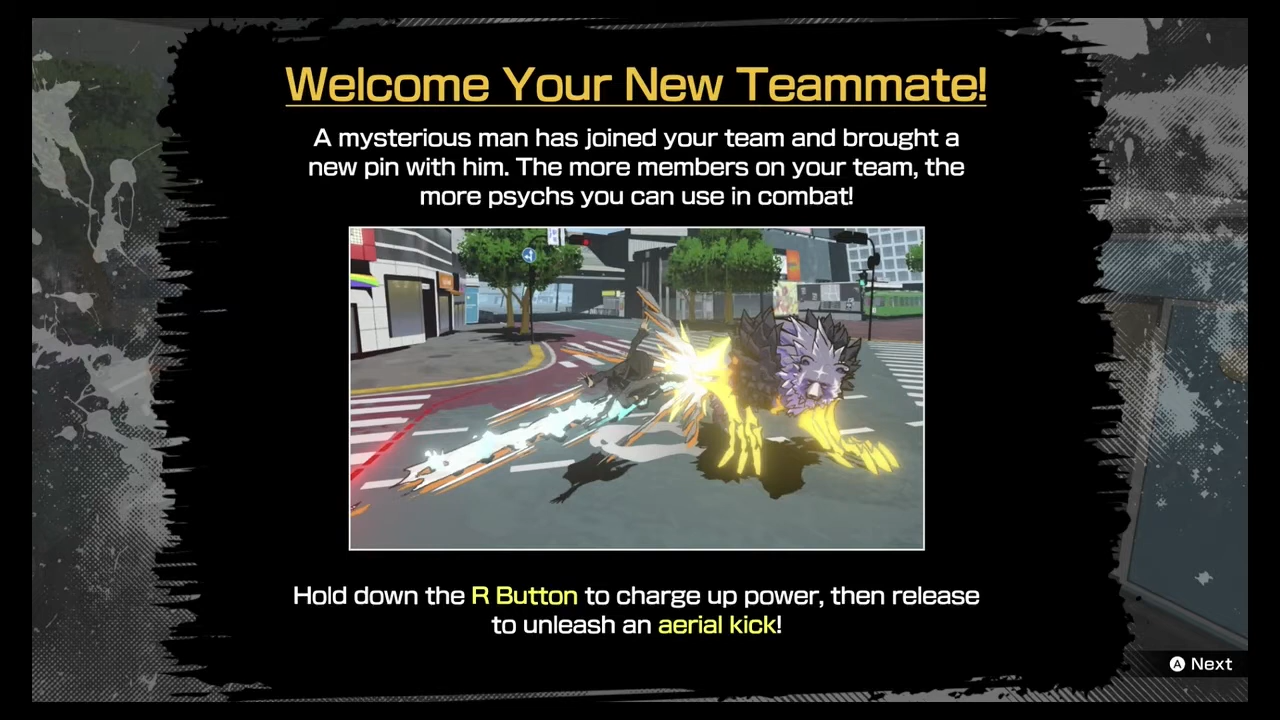 Welcome Your New Teammate!
A mysterious man has joined your team and brought a
new pin with him. The more members on your team, the
more psychs you can use in combat!
Hold down the R Button to charge up power, then release
to unleash an aerial kick!
A Next